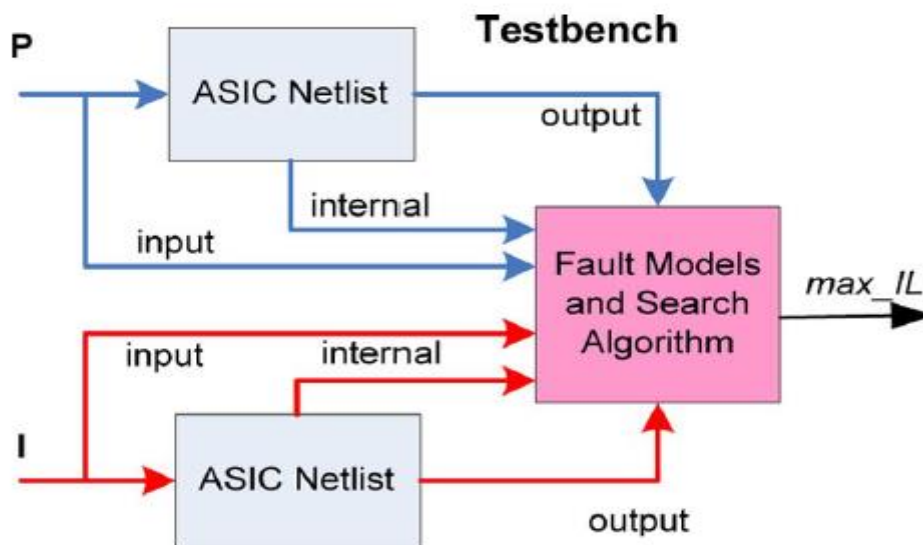 Testbench
P
ASIC Netlist
output
internal
input
Fault Models
and Search
Algorithm
max_IL
input
internal
I
ASIC Netlist
output